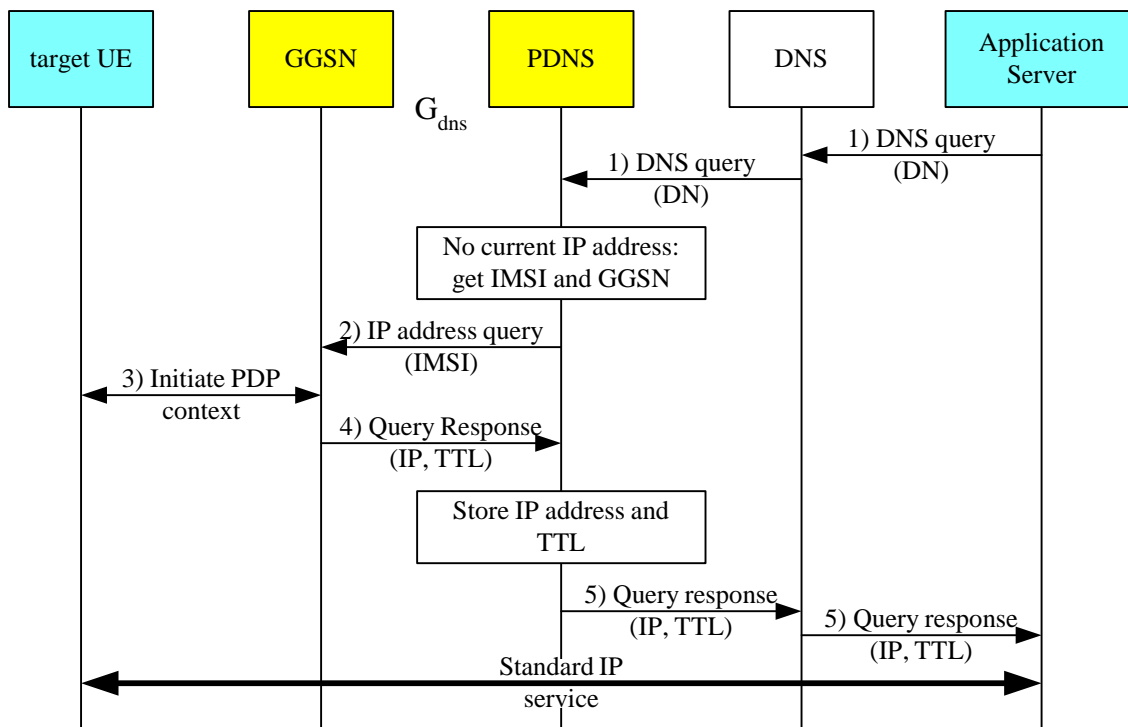 target UE
GGSN
PDNS
DNS
Application
Server
G_dns
1) DNS query
(DN)
1) DNS query
(DN)
No current IP address:
get IMSI and GGSN
2) IP address query
(IMSI)
3) Initiate PDP
context
4) Query Response
(IP, TTL)
Store IP address and
TTL
5) Query response
(IP, TTL)
5) Query response
(IP, TTL)
Standard IP
service